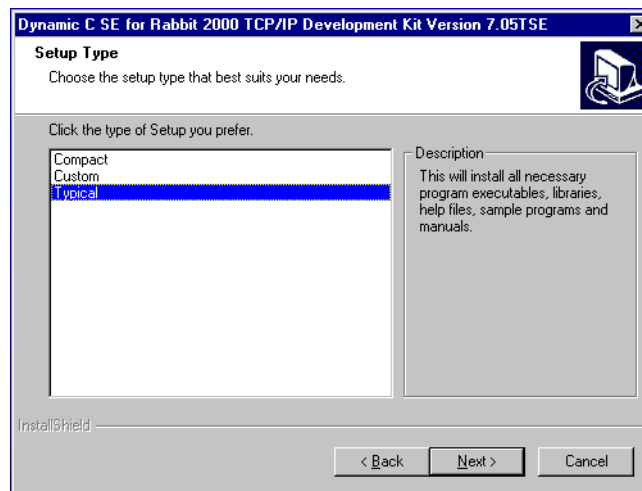 Dynamic C SE for Rabbit 2000 TCP/IP Development Kit Version 7.05TSE
Setup Type
Choose the setup type that best suits your needs.
Click the type of Setup you prefer.
Compact
Custom
Typical
Description
This will install all necessary
program executables, libraries,
help files, sample programs and
manuals.
InstallShield
< Back
Next >
Cancel